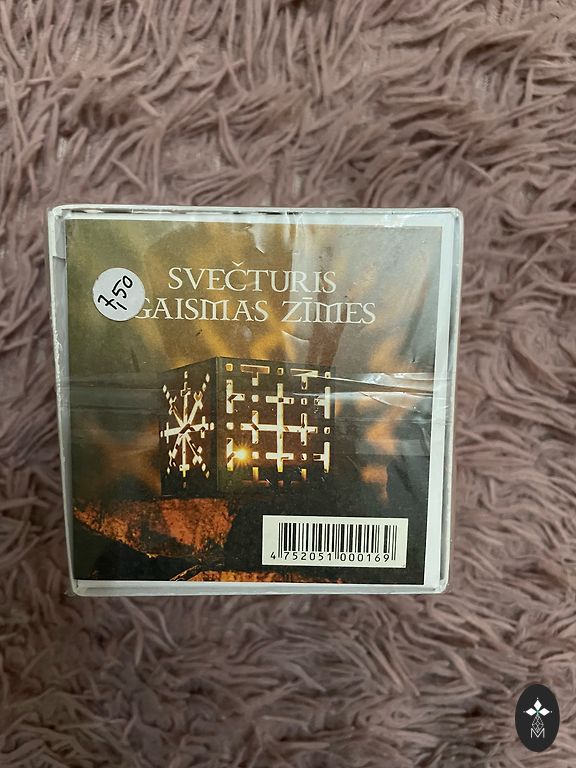 SVEČTURIS
GAISMAS ZĪMES
7,50
4 752051 000169
M